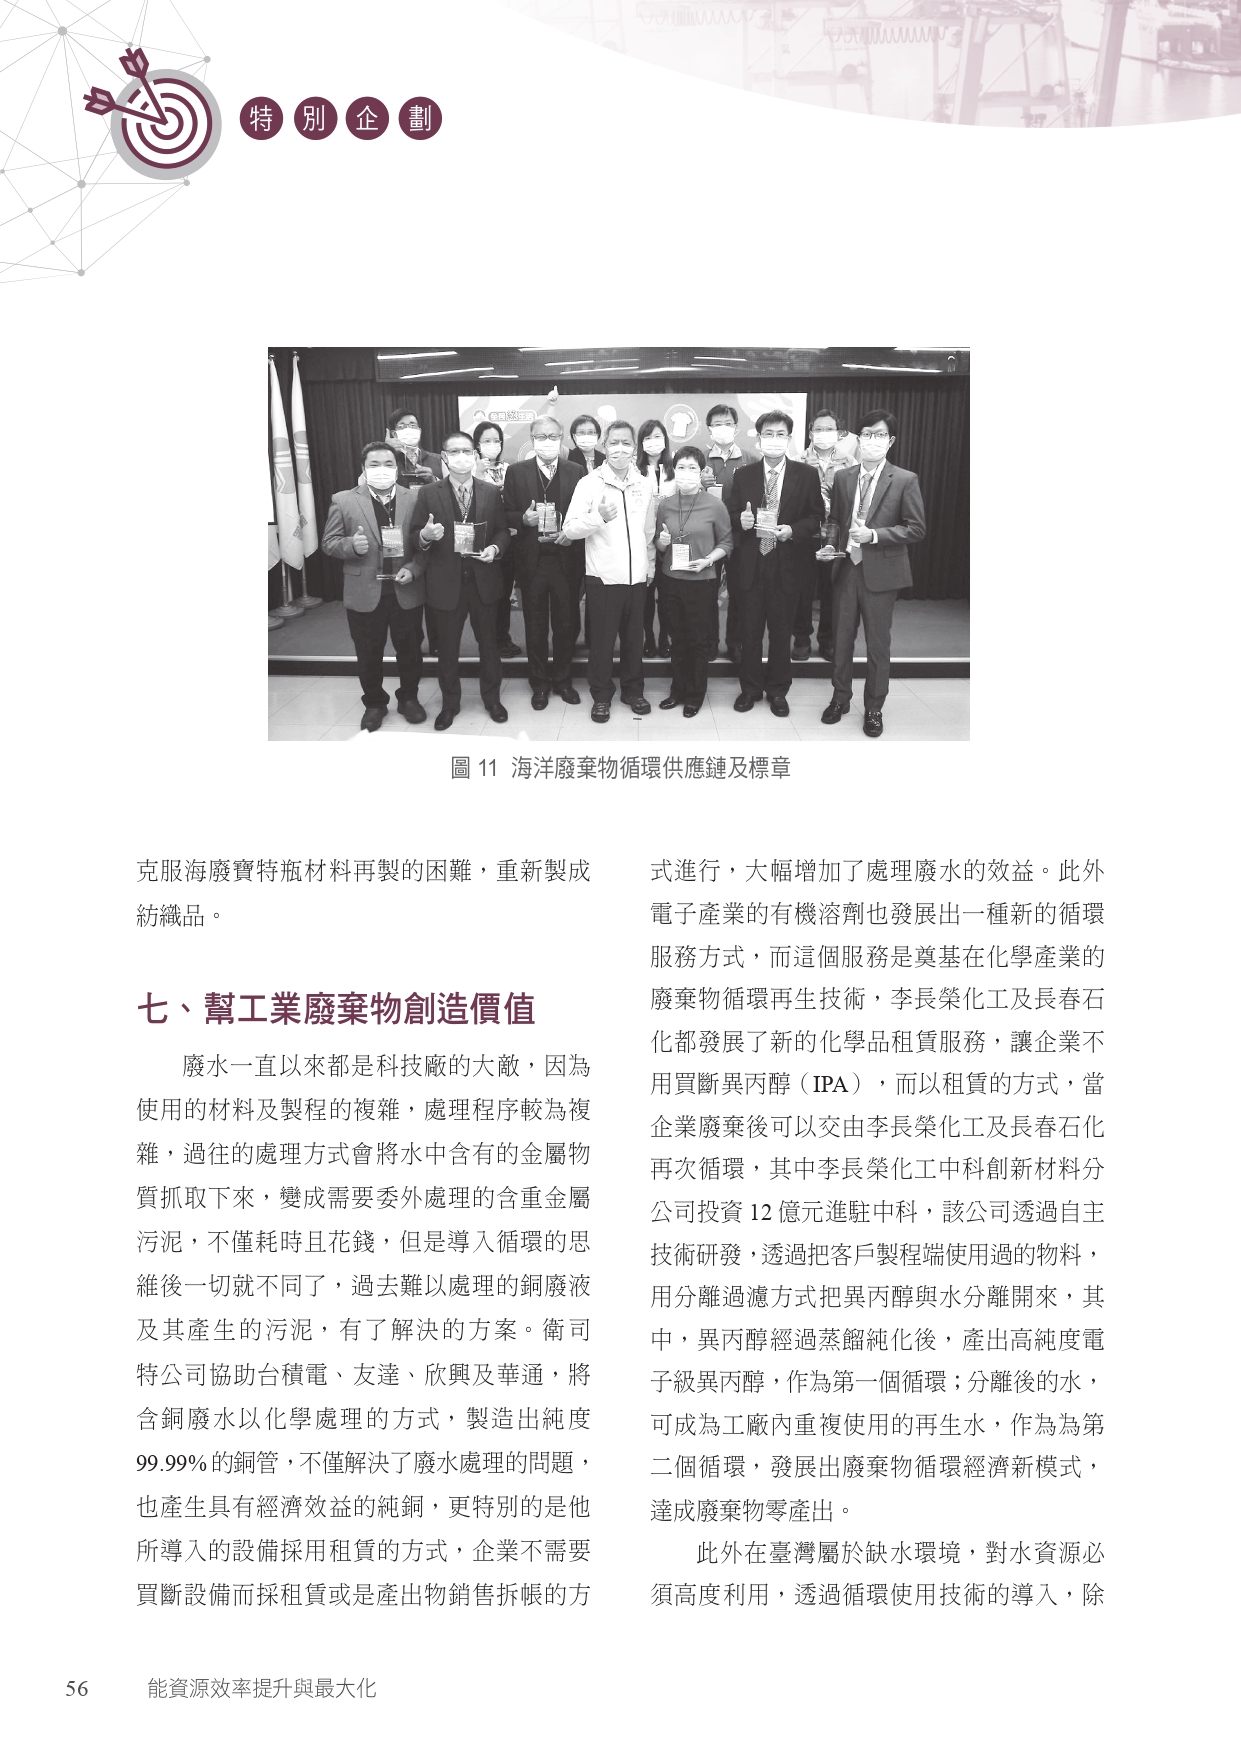 特別企劃
圖 11 海洋廢棄物循環供應鏈及標章
克服海廢寶特瓶材料再製的困難，重新製成
紡織品。
七、幫工業廢棄物創造價值
廢水一直以來都是科技廠的大敵，因為
使用的材料及製程的複雜，處理程序較為複
雜，過往的處理方式會將水中含有的金屬物
質抓取下來，變成需要委外處理的含重金屬
污泥，不僅耗時且花錢，但是導入循環的思
維後一切就不同了，過去難以處理的銅廢液
及其產生的污泥，有了解決的方案。衛司
特公司協助台積電、友達、欣興及華通，將
含銅廢水以化學處理的方式，製造出純度
99.99% 的銅管，不僅解決了廢水處理的問題，
也產生具有經濟效益的純銅，更特別的是他
所導入的設備採用租賃的方式，企業不需要
買斷設備而採租賃或是產出物銷售拆帳的方
式進行，大幅增加了處理廢水的效益。此外
電子產業的有機溶劑也發展出一種新的循環
服務方式，而這個服務是奠基在化學產業的
廢棄物循環再生技術，李長榮化工及長春石
化都發展了新的化學品租賃服務，讓企業不
用買斷異丙醇（IPA），而以租賃的方式，當
企業廢棄後可以交由李長榮化工及長春石化
再次循環，其中李長榮化工中科創新材料分
公司投資 12 億元進駐中科，該公司透過自主
技術研發，透過把客戶製程端使用過的物料，
用分離過濾方式把異丙醇與水分離開來，其
中，異丙醇經過蒸餾純化後，產出高純度電
子級異丙醇，作為第一個循環；分離後的水，
可成為工廠內重複使用的再生水，作為為第
二個循環，發展出廢棄物循環經濟新模式，
達成廢棄物零產出。
此外在臺灣屬於缺水環境，對水資源必
須高度利用，透過循環使用技術的導入，除
56 能資源效率提升與最大化